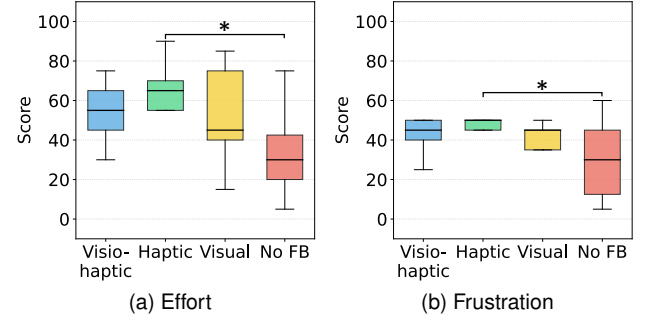 100
80
60
40
20
0
Score
*
Visio-
haptic
Haptic
Visual
No FB
(a) Effort
100
80
60
40
20
0
Score
*
Visio-
haptic
Haptic
Visual
No FB
(b) Frustration